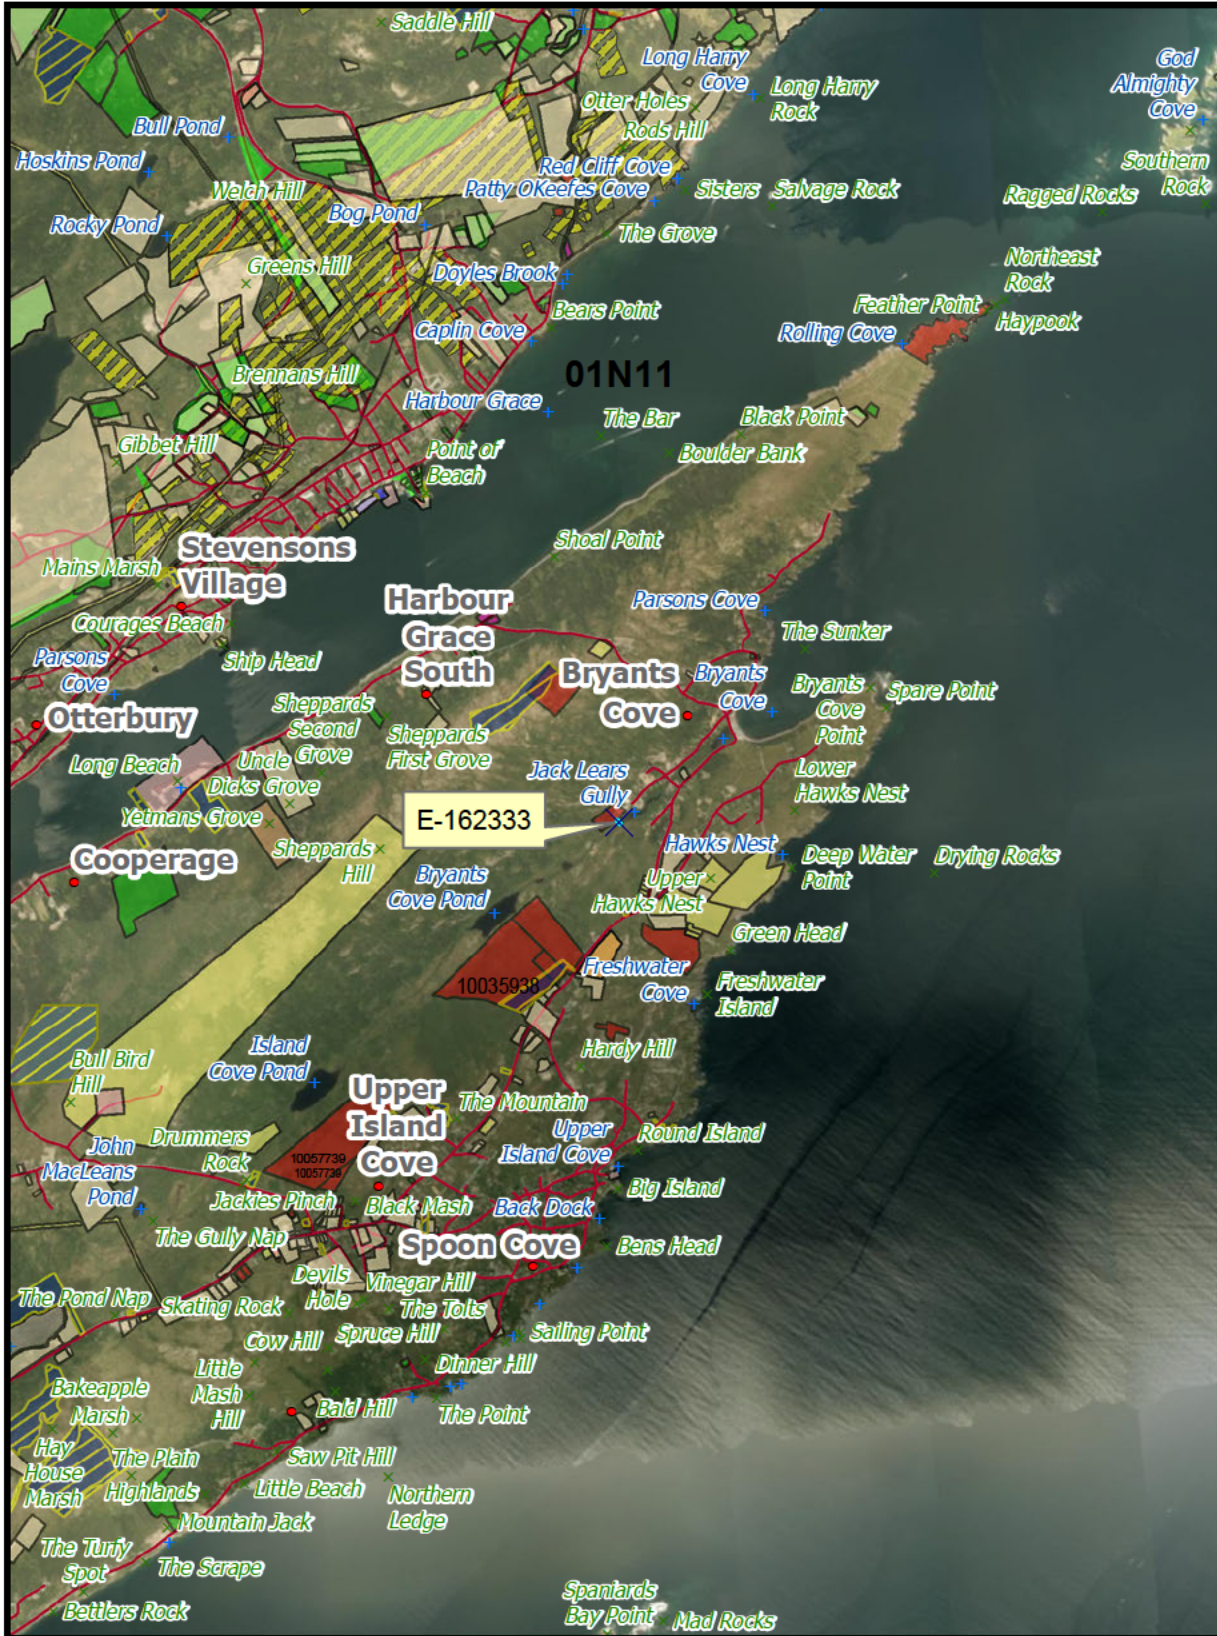 Saddle Hill
Long Harry
Cove
God
Almighty
Cove
Long Harry
Rock
Otter Holes
Bull Pond
Rods Hill
Hoskins Pond
Red Cliff Cove
Southern
Rock
Welch Hill
Patty OKeefes Cove
Sisters
Salvage Rock
Ragged Rocks
Rocky Pond
Bog Pond
The Grove
Greens Hill
Doyles Brook
Northeast
Rock
Bears Point
Feather Point
Haypook
Caplin Cove
Rolling Cove
01N11
Brennans Hill
Harbour Grace
The Bar
Black Point
Gibbet Hill
Point of
Beach
Boulder Bank
Stevensons
Village
Shoal Point
Mains Marsh
Harbour
Grace
South
Parsons Cove
Courages Beach
The Sunker
Ship Head
Parsons
Cove
Bryants
Cove
Bryants
Cove
Bryants
Cove
Point
Spare Point
Otterbury
Sheppards
Second
Grove
Sheppards
First Grove
Long Beach
Uncle
Dicks Grove
Jack Lears
Gully
Lower
Hawks Nest
Yetmans Grove
E-162333
Cooperage
Sheppards
Hill
Hawks Nest
Deep Water
Point
Drying Rocks
Bryants
Cove Pond
Upper
Hawks Nest
Green Head
10035938
Freshwater
Cove
Freshwater
Island
Bull Bird
Hill
Island
Cove Pond
Hardy Hill
Upper
Island
Cove
The Mountain
John
MacLeans
Pond
Drummers
Rock
Upper
Island Cove
Round Island
10057739
10057739
Jackies Pinch
Black Mash
Back Dock
Big Island
The Gully Nap
Spoon Cove
Bens Head
Devils
Hole
Vinegar Hill
The Pond Nap
Skating Rock
The Tolts
Cow Hill
Spruce Hill
Sailing Point
Little
Mash
Hill
Dinner Hill
Bakeapple
Marsh
Bald Hill
The Point
Hay
House
Marsh
The Plain
Highlands
Saw Pit Hill
Little Beach
Northern
Ledge
Mountain Jack
The Turfy
Spot
The Scrape
Bettlers Rock
Spaniards
Bay Point
Mad Rocks